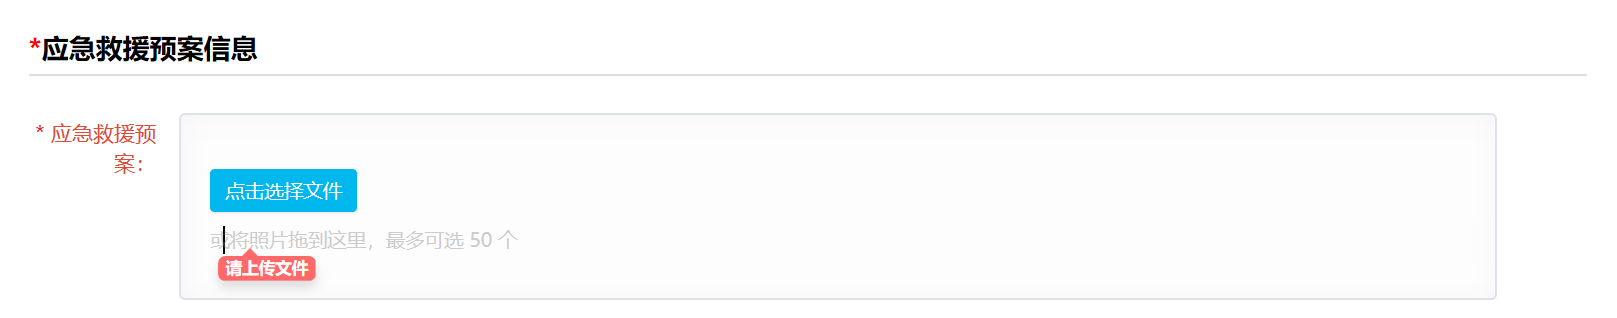 *应急救援预案信息
* 应急救援预
案：
点击选择文件
或将照片拖到这里，最多可选 50 个
请上传文件